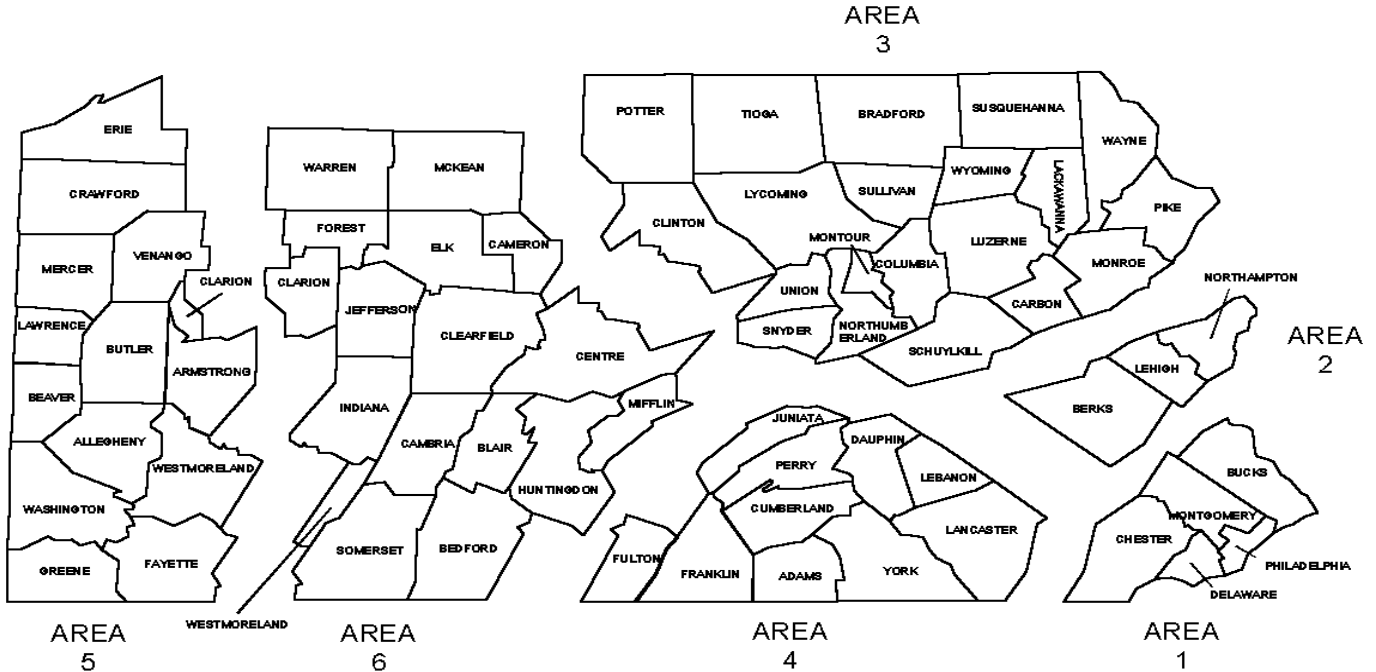 AREA
3
POTTER
TIOGA
BRADFORD
SUSQUEHANNA
WAYNE
WYOMING
LACKAWANNA
SULLIVAN
LYCOMING
CLINTON
PIKE
LUZERNE
MONTOUR
COLUMBIA
MONROE
UNION
CARBON
SNYDER
NORTHUMB
ERLAND
SCHUYLKILL
ERIE
CRAWFORD
VENANGO
MERCER
CLARION
LAWRENCE
BUTLER
ARMSTRONG
BEAVER
ALLEGHENY
WESTMORELAND
WASHINGTON
FAYETTE
GREENE
AREA
5
WARREN
MCKEAN
FOREST
ELK
CAMERON
CLARION
JEFFERSON
CLEARFIELD
CENTRE
INDIANA
MIFFLIN
CAMBRIA
BLAIR
HUNTINGDON
SOMERSET
BEDFORD
WESTMORELAND
AREA
6
JUNIATA
DAUPHIN
PERRY
LEBANON
CUMBERLAND
LANCASTER
FULTON
FRANKLIN
ADAMS
YORK
AREA
4
NORTHAMPTON
LEHIGH
BERKS
AREA
2
BUCKS
MONTGOMERY
CHESTER
PHILADELPHIA
DELAWARE
AREA
1